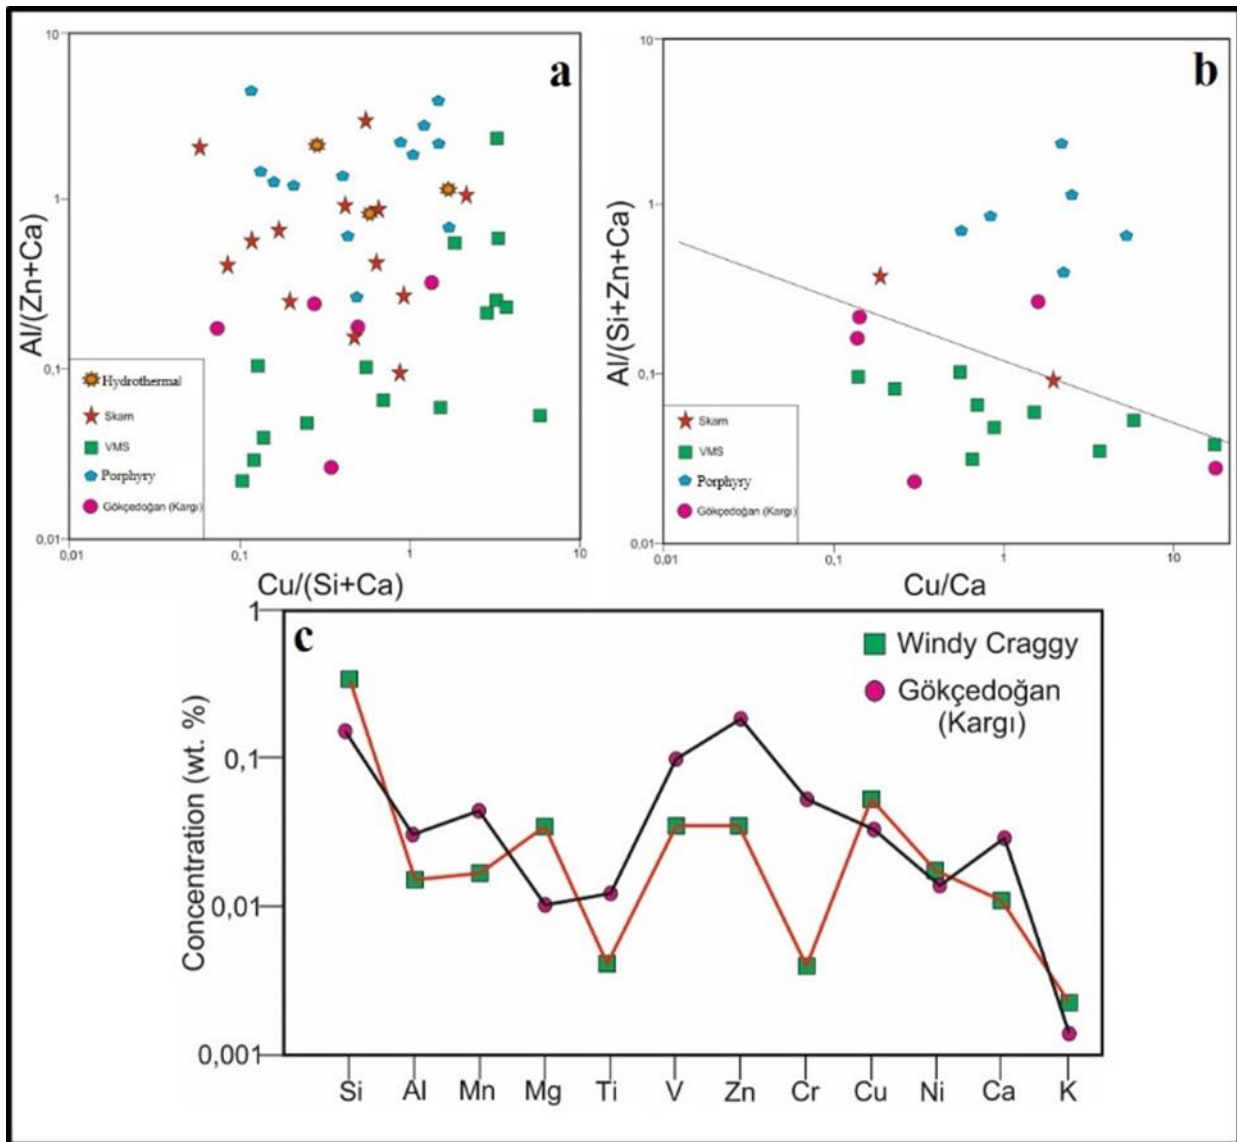 a
10
1
0,1
0,01
Al/(Zn+Ca)
Hydrothermal
Skarn
VMS
Porphyry
Gökçedoğan (Kargı)
0,01
0,1
1
10
Cu/(Si+Ca)
b
10
1
0,1
0,01
Al/(Si+Zn+Ca)
Skarn
VMS
Porphyry
Gökçedoğan (Kargı)
0,01
0,1
1
10
Cu/Ca
c
1
0,1
0,01
0,001
Concentration (wt. %)
Windy Craggy
Gökçedoğan
(Kargı)
Si Al Mn Mg Ti V Zn Cr Cu Ni Ca K